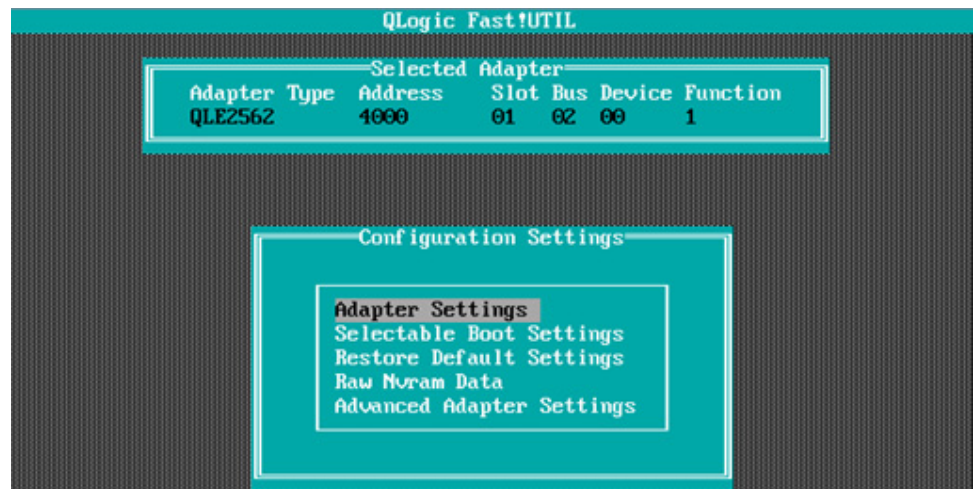 QLogic Fast!UTIL
Selected Adapter
Adapter Type Address Slot Bus Device Function
QLE2562 4000 01 02 00 1
Configuration Settings
Adapter Settings
Selectable Boot Settings
Restore Default Settings
Raw Nvram Data
Advanced Adapter Settings